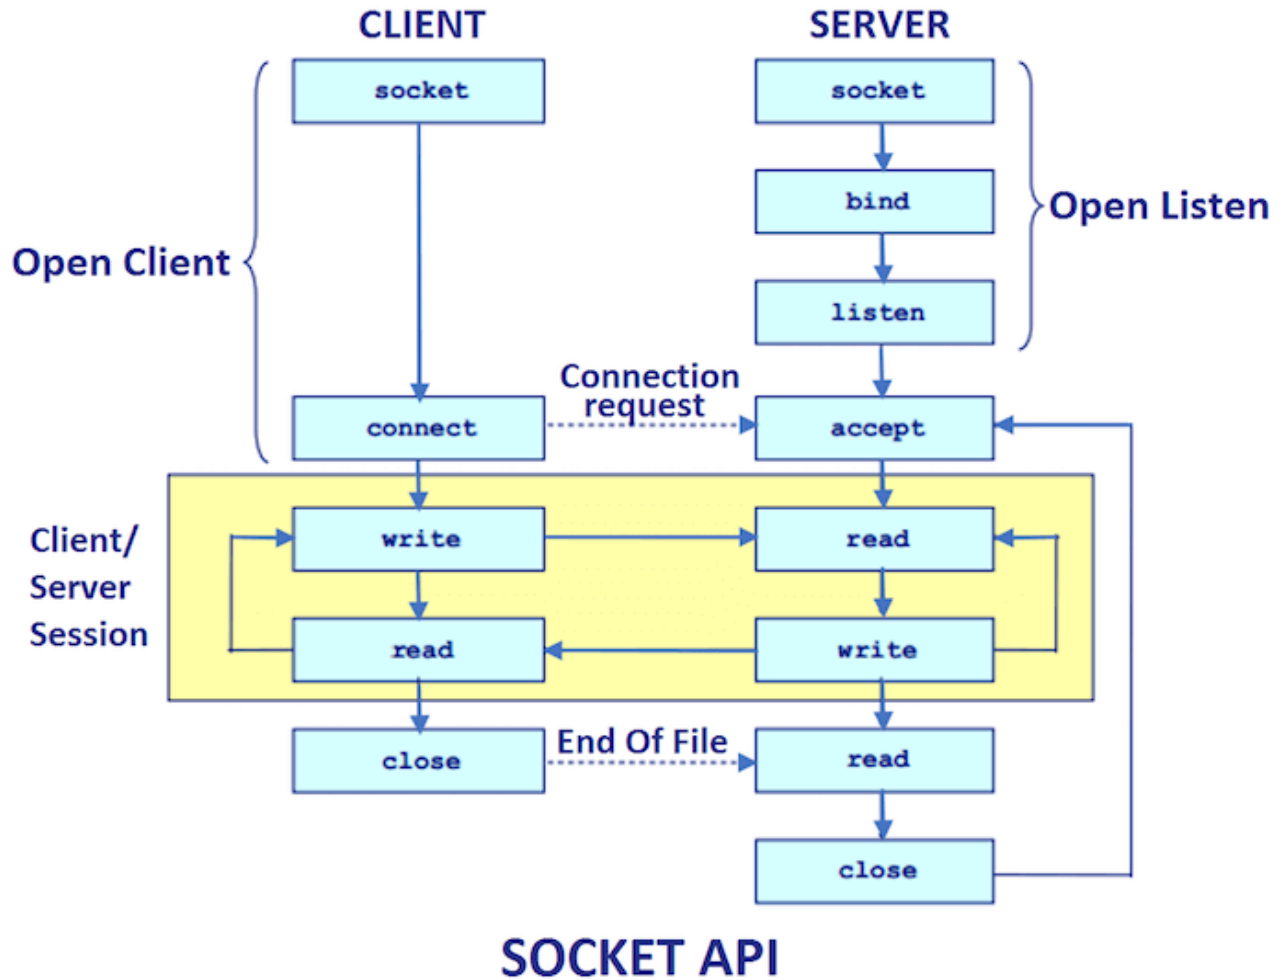 CLIENT
SERVER
socket
socket
bind
Open Listen
Open Client
listen
Connection
request
connect
accept
Client/
Server
Session
write
read
read
write
close
End Of File
read
close
SOCKET API